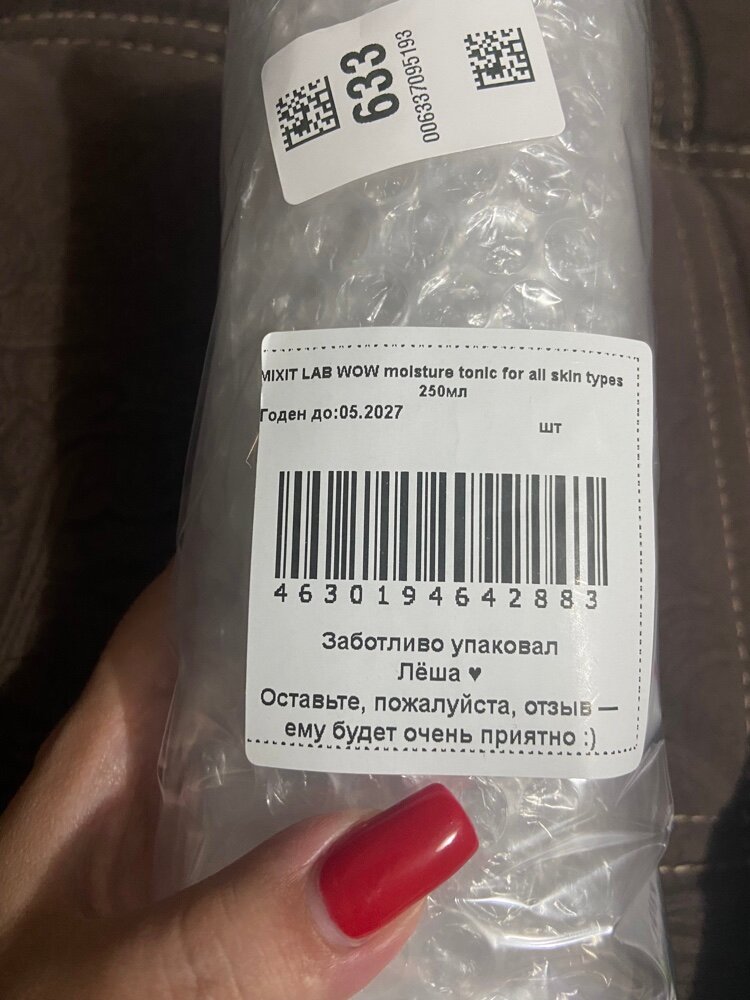 633
006337095193
MIXIT LAB WOW moisture tonic for all skin types
250мл
Годен до:05.2027
шт
4630194642883
Заботливо упаковал
Лёша ♥
Оставьте, пожалуйста, отзыв —
ему будет очень приятно :)